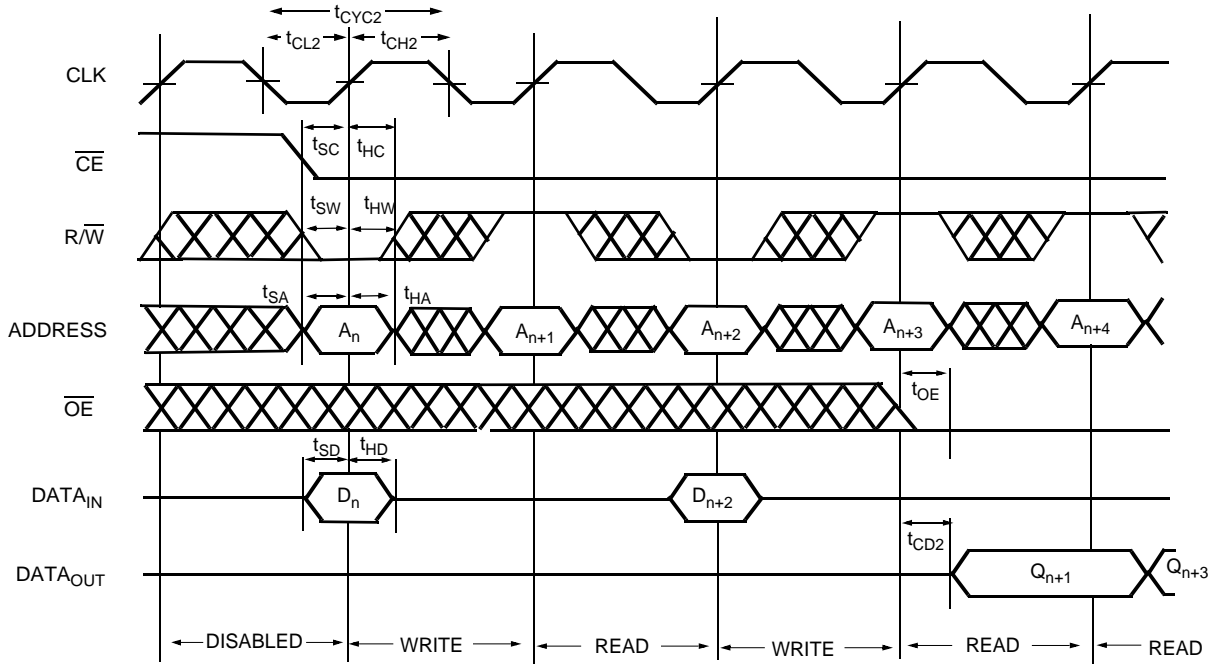 tCYC2
tCL2 tCH2
CLK
tSC tHC
CE
tSW tHW
R/W
tSA tHA
ADDRESS An An+1 An+2 An+3 An+4
OE tOE
tSD tHD
DATAIN Dn Dn+2
tCD2
DATAOUT Qn+1 Qn+3
DISABLED WRITE READ WRITE READ READ